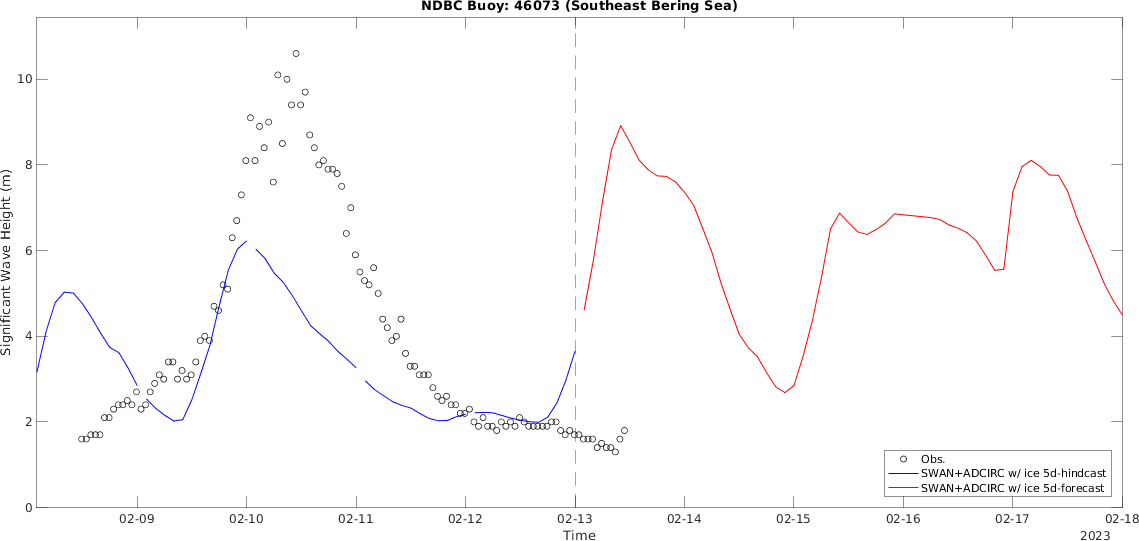 NDBC Buoy: 46073 (Southeast Bering Sea)
Significant Wave Height (m)
10
8
6
4
2
0
Obs.
SWAN+ADCIRC w/ ice 5d-hindcast
SWAN+ADCIRC w/ ice 5d-forecast
02-09 02-10 02-11 02-12 02-13 02-14 02-15 02-16 02-17 02-18
Time
2023